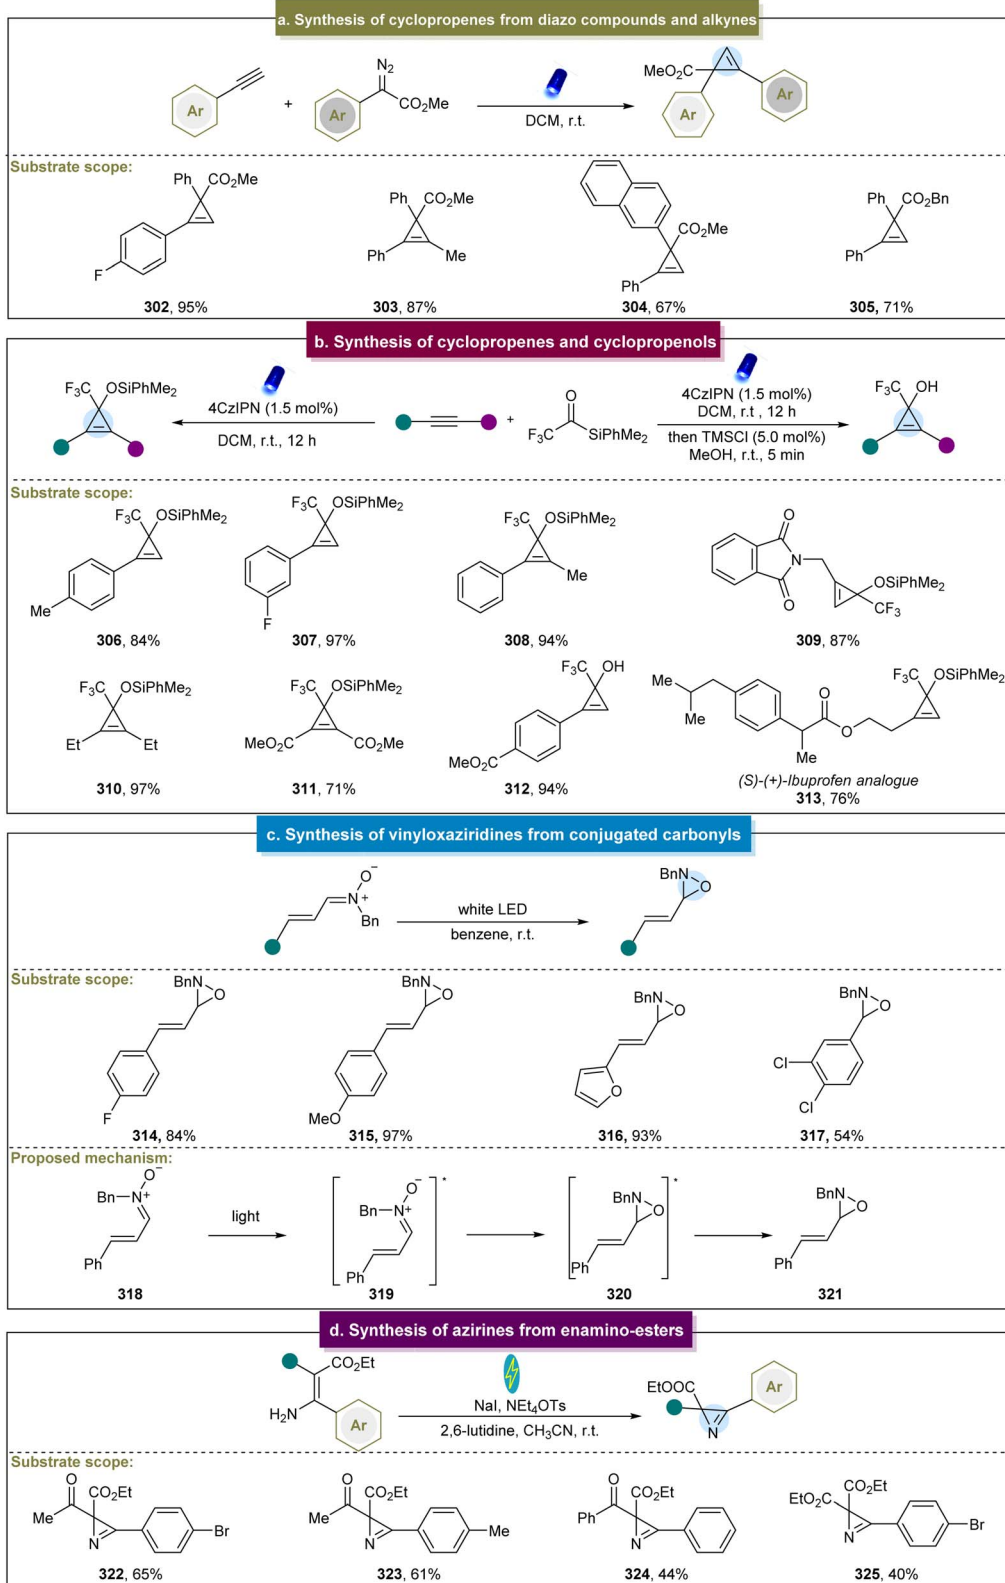 a. Synthesis of cyclopropenes from diazo compounds and alkynes
Ar
+
N₂
Ar
CO₂Me
DCM, r.t.
MeO₂C
Ar
Ar
Substrate scope:
Ph
CO₂Me
F
302, 95%
Ph
CO₂Me
Ph
Me
303, 87%
CO₂Me
Ph
304, 67%
Ph
CO₂Bn
Ph
305, 71%
b. Synthesis of cyclopropenes and cyclopropenols
F₃C OSiPhMe₂
4CzIPN (1.5 mol%)
DCM, r.t., 12 h
+
O
F₃C
SiPhMe₂
4CzIPN (1.5 mol%)
DCM, r.t , 12 h
then TMSCl (5.0 mol%)
MeOH, r.t., 5 min
F₃C OH
Substrate scope:
F₃C OSiPhMe₂
Me
306, 84%
F₃C OSiPhMe₂
F
307, 97%
F₃C OSiPhMe₂
Me
308, 94%
O
N
O
OSiPhMe₂
CF₃
309, 87%
F₃C OSiPhMe₂
Et
Et
310, 97%
F₃C OSiPhMe₂
MeO₂C
CO₂Me
311, 71%
F₃C OH
MeO₂C
312, 94%
Me
Me
O
O
Me
F₃C OSiPhMe₂
(S)-(+)-Ibuprofen analogue
313, 76%
c. Synthesis of vinyloxaziridines from conjugated carbonyls
O⁻
N⁺
Bn
white LED
benzene, r.t.
BnN
O
Substrate scope:
BnN
O
F
314, 84%
BnN
O
MeO
315, 97%
BnN
O
O
316, 93%
BnN
O
Cl
Cl
317, 54%
Proposed mechanism:
O⁻
Bn N⁺
Ph
318
light
O⁻
Bn N⁺
Ph
*
319
BnN
O
Ph
*
320
BnN
O
Ph
321
d. Synthesis of azirines from enamino-esters
CO₂Et
H₂N
Ar
NaI, NEt₄OTs
2,6-lutidine, CH₃CN, r.t.
EtOOC
N
Ar
Substrate scope:
O
CO₂Et
Me
N
Br
322, 65%
O
CO₂Et
Me
N
Me
323, 61%
O
CO₂Et
Ph
N
324, 44%
CO₂Et
EtO₂C
N
Br
325, 40%